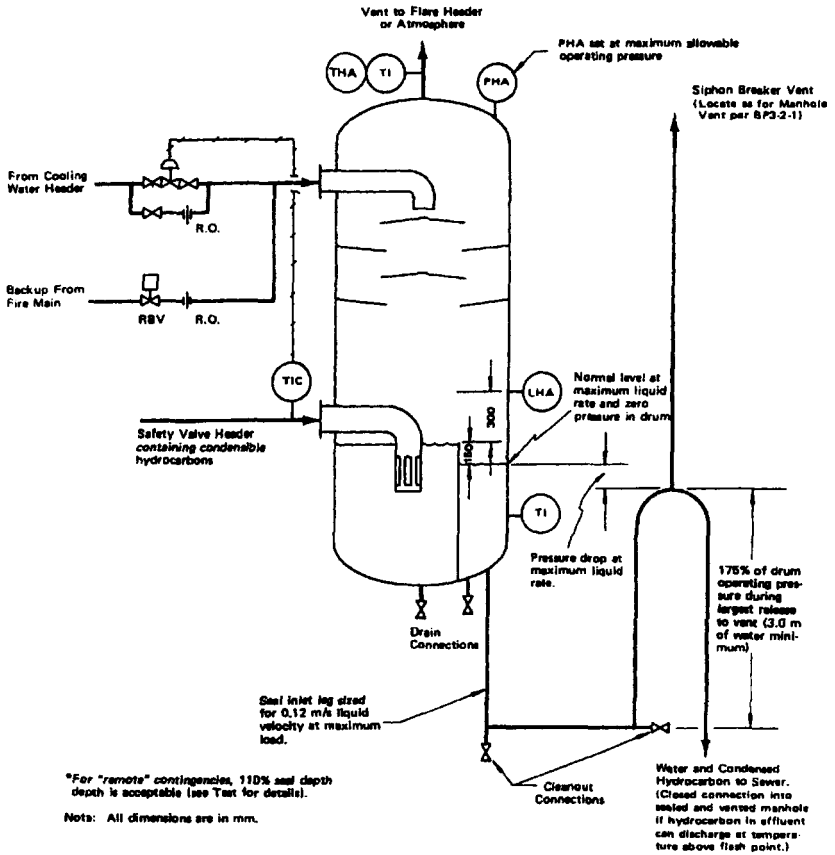 Vent to Flare Header
or Atmosphere
THA
TI
PHA
PHA set at maximum allowable
operating pressure
Siphon Breaker Vent
(Locate as for Manhole
Vent per BP3-2-1)
From Cooling
Water Header
R.O.
Backup From
Fire Main
RBV
R.O.
TIC
LHA
Normal level at
maximum liquid
rate and zero
pressure in drum
300
150
Safety Valve Header
containing condensible
hydrocarbons
TI
Pressure drop at
maximum liquid
rate.
175% of drum
operating pres-
sure during
largest release
to vent (3.0 m
of water mini-
mum)
Drain
Connections
Seal inlet leg sized
for 0.12 m/s liquid
velocity at maximum
load.
Cleanout
Connections
Water and Condensed
Hydrocarbon to Sewer.
(Closed connection into
sealed and vented manhole
if hydrocarbon in effluent
can discharge at tempera-
ture above flash point.)
*For "remote" contingencies, 110% seal depth
depth is acceptable (see Text for details).
Note: All dimensions are in mm.